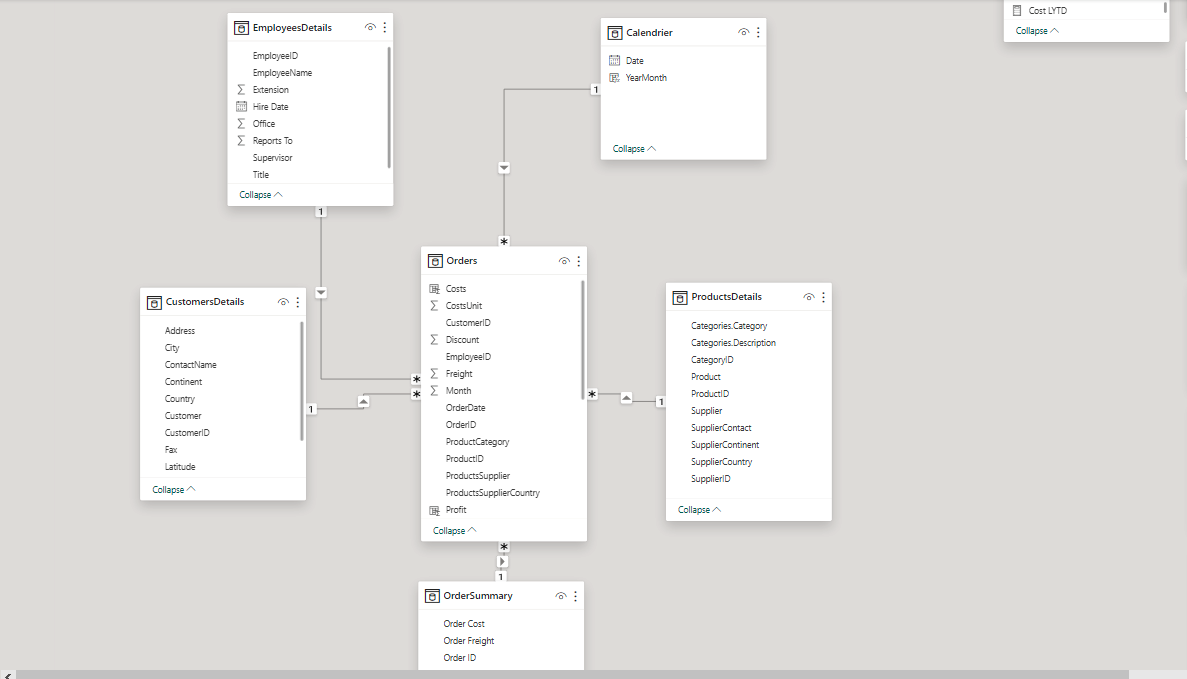 Cost LYTD
Collapse
EmployeesDetails
EmployeeID
EmployeeName
Extension
Hire Date
Office
Reports To
Supervisor
Title
Collapse
1
Calendrier
Date
YearMonth
Collapse
1
*
CustomersDetails
Address
City
ContactName
Continent
Country
Customer
CustomerID
Fax
Latitude
Collapse
1
*
*
Orders
Costs
CostsUnit
CustomerID
Discount
EmployeeID
Freight
Month
OrderDate
OrderID
ProductCategory
ProductID
ProductsSupplier
ProductsSupplierCountry
Profit
Collapse
*
1
ProductsDetails
Categories.Category
Categories.Description
CategoryID
Product
ProductID
Supplier
SupplierContact
SupplierContinent
SupplierCountry
SupplierID
Collapse
*
1
OrderSummary
Order Cost
Order Freight
Order ID